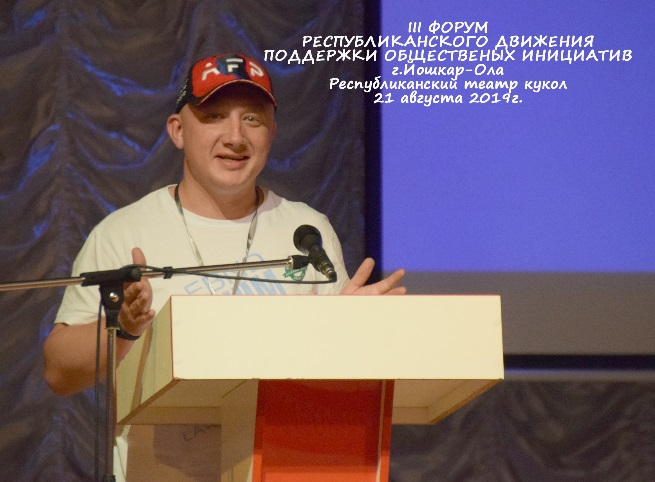 III ФОРУМ
РЕСПУБЛИКАНСКОГО ДВИЖЕНИЯ
ПОДДЕРЖКИ ОБЩЕСТВЕНЫХ ИНИЦИАТИВ
г.Йошкар-Ола
Республиканский театр кукол
21 августа 2019г.